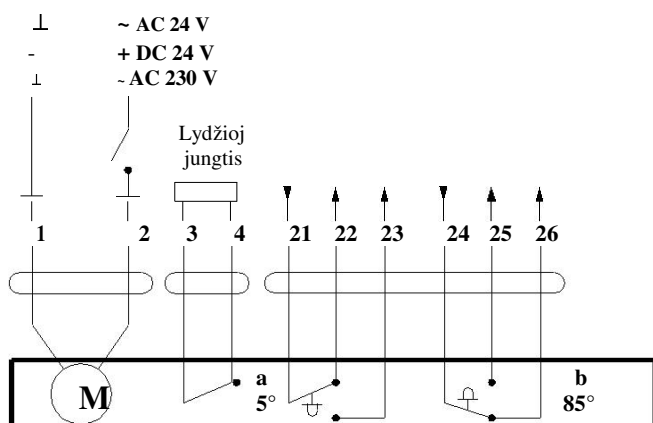 ⊥ ~ AC 24 V
- + DC 24 V
⊥ ~ AC 230 V
Lydžioj
jungtis
1 2 3 4 21 22 23 24 25 26
a b
M 5° 85°